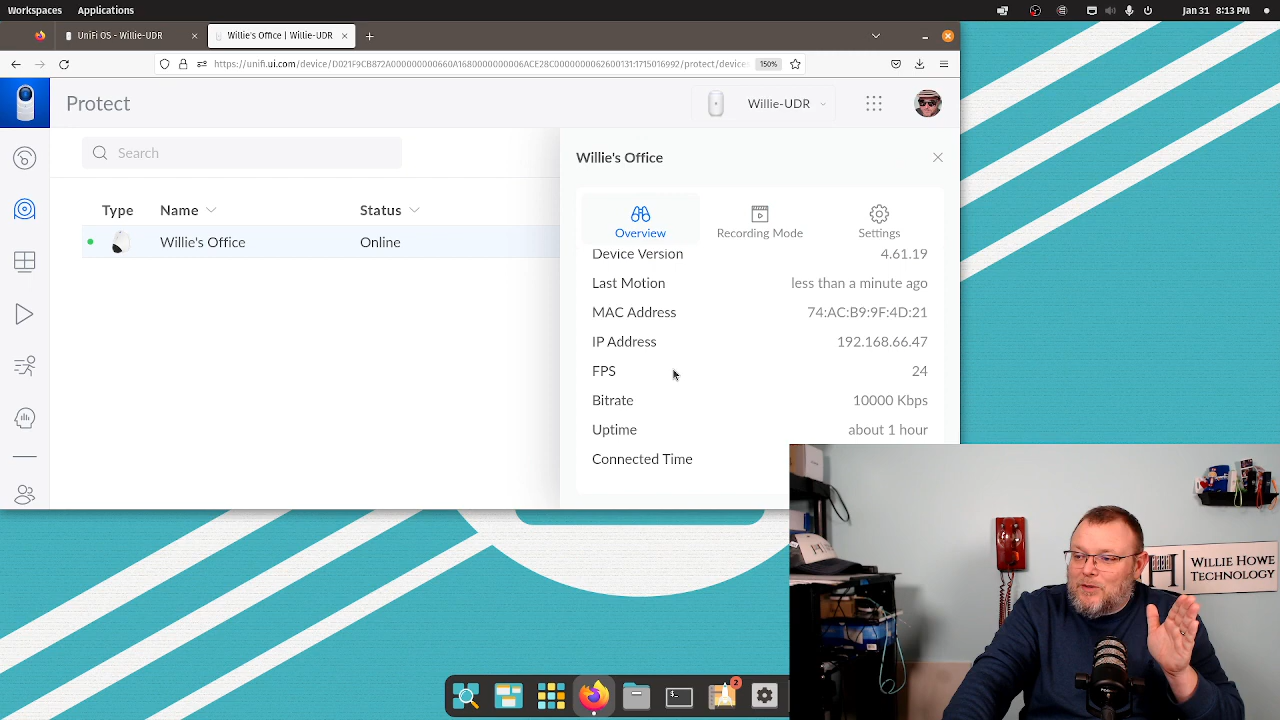 Workspaces Applications
Jan 31 8:13 PM
UniFi OS - Willie-UDR
Willie's Office | Willie-UDR
150%
Protect
Willie-UDR
Search
Willie's Office
Type Name Status
Overview
Recording Mode
Settings
Willie's Office Online
Device Version 4.61.19
Last Motion less than a minute ago
MAC Address 74:AC:B9:9F:4D:21
IP Address 192.168.66.47
FPS 24
Bitrate 10000 Kbps
Uptime about 1 hour
Connected Time
WILLIE HOWE
TECHNOLOGY
2